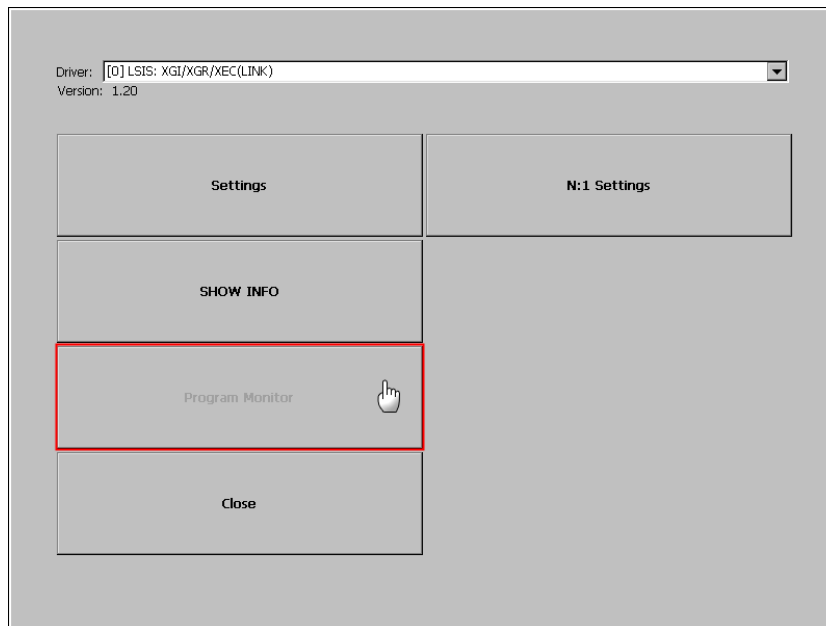 Driver: [0] LSIS: XGI/XGR/XEC(LINK)
Version: 1.20
Settings
N:1 Settings
SHOW INFO
Program Monitor
Close